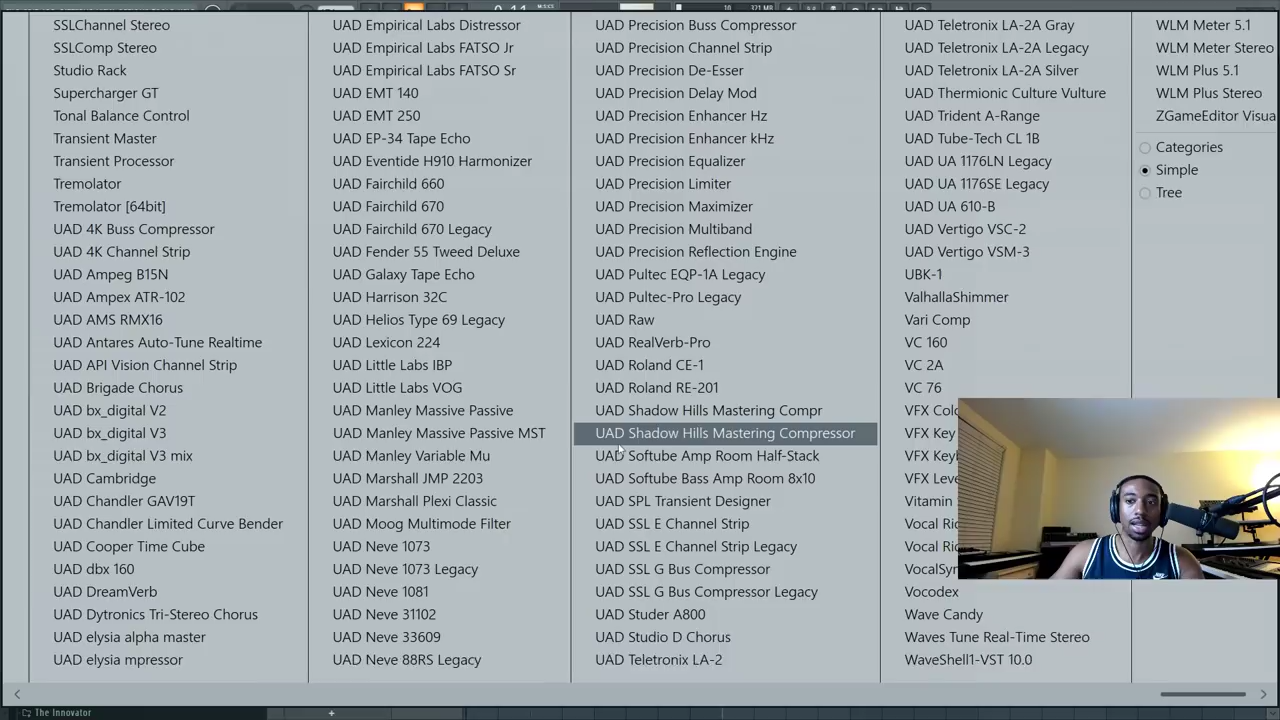 SSLChannel Stereo
SSLComp Stereo
Studio Rack
Supercharger GT
Tonal Balance Control
Transient Master
Transient Processor
Tremolator
Tremolator [64bit]
UAD 4K Buss Compressor
UAD 4K Channel Strip
UAD Ampeg B15N
UAD Ampex ATR-102
UAD AMS RMX16
UAD Antares Auto-Tune Realtime
UAD API Vision Channel Strip
UAD Brigade Chorus
UAD bx_digital V2
UAD bx_digital V3
UAD bx_digital V3 mix
UAD Cambridge
UAD Chandler GAV19T
UAD Chandler Limited Curve Bender
UAD Cooper Time Cube
UAD dbx 160
UAD DreamVerb
UAD Dytronics Tri-Stereo Chorus
UAD elysia alpha master
UAD elysia mpressor
UAD Empirical Labs Distressor
UAD Empirical Labs FATSO Jr
UAD Empirical Labs FATSO Sr
UAD EMT 140
UAD EMT 250
UAD EP-34 Tape Echo
UAD Eventide H910 Harmonizer
UAD Fairchild 660
UAD Fairchild 670
UAD Fairchild 670 Legacy
UAD Fender 55 Tweed Deluxe
UAD Galaxy Tape Echo
UAD Harrison 32C
UAD Helios Type 69 Legacy
UAD Lexicon 224
UAD Little Labs IBP
UAD Little Labs VOG
UAD Manley Massive Passive
UAD Manley Massive Passive MST
UAD Manley Variable Mu
UAD Marshall JMP 2203
UAD Marshall Plexi Classic
UAD Moog Multimode Filter
UAD Neve 1073
UAD Neve 1073 Legacy
UAD Neve 1081
UAD Neve 31102
UAD Neve 33609
UAD Neve 88RS Legacy
UAD Precision Buss Compressor
UAD Precision Channel Strip
UAD Precision De-Esser
UAD Precision Delay Mod
UAD Precision Enhancer Hz
UAD Precision Enhancer kHz
UAD Precision Equalizer
UAD Precision Limiter
UAD Precision Maximizer
UAD Precision Multiband
UAD Precision Reflection Engine
UAD Pultec EQP-1A Legacy
UAD Pultec-Pro Legacy
UAD Raw
UAD RealVerb-Pro
UAD Roland CE-1
UAD Roland RE-201
UAD Shadow Hills Mastering Compr
UAD Shadow Hills Mastering Compressor
UAD Softube Amp Room Half-Stack
UAD Softube Bass Amp Room 8x10
UAD SPL Transient Designer
UAD SSL E Channel Strip
UAD SSL E Channel Strip Legacy
UAD SSL G Bus Compressor
UAD SSL G Bus Compressor Legacy
UAD Studer A800
UAD Studio D Chorus
UAD Teletronix LA-2
UAD Teletronix LA-2A Gray
UAD Teletronix LA-2A Legacy
UAD Teletronix LA-2A Silver
UAD Thermionic Culture Vulture
UAD Trident A-Range
UAD Tube-Tech CL 1B
UAD UA 1176LN Legacy
UAD UA 1176SE Legacy
UAD UA 610-B
UAD Vertigo VSC-2
UAD Vertigo VSM-3
UBK-1
ValhallaShimmer
Vari Comp
VC 160
VC 2A
VC 76
VFX Colo
VFX Key
VFX Key
VFX Leve
Vitamin
Vocal Ri
Vocal Ri
VocalSyn
Vocodex
Wave Candy
Waves Tune Real-Time Stereo
WaveShell1-VST 10.0
WLM Meter 5.1
WLM Meter Stereo
WLM Plus 5.1
WLM Plus Stereo
ZGameEditor Visua
Categories
Simple
Tree
The Innovator